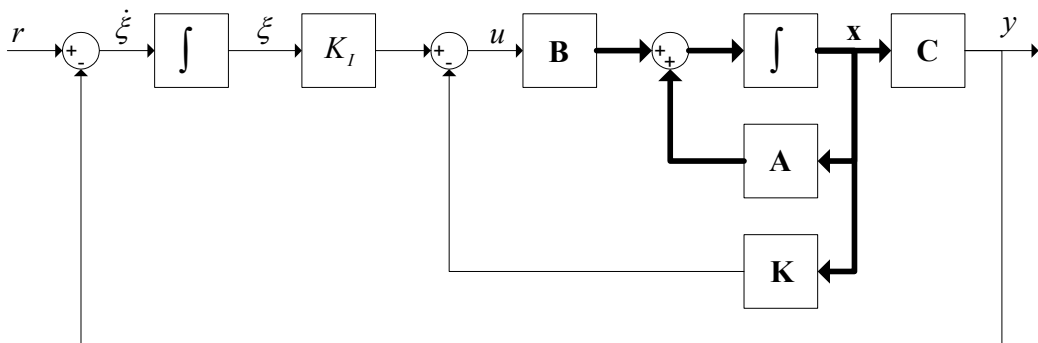 r
+
-
ξ̇
∫
ξ
K_I
+
-
u
B
+
+
∫
x
C
y
A
K